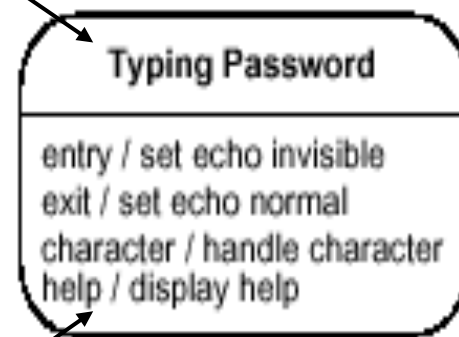 Typing Password
entry / set echo invisible
exit / set echo normal
character / handle character
help / display help